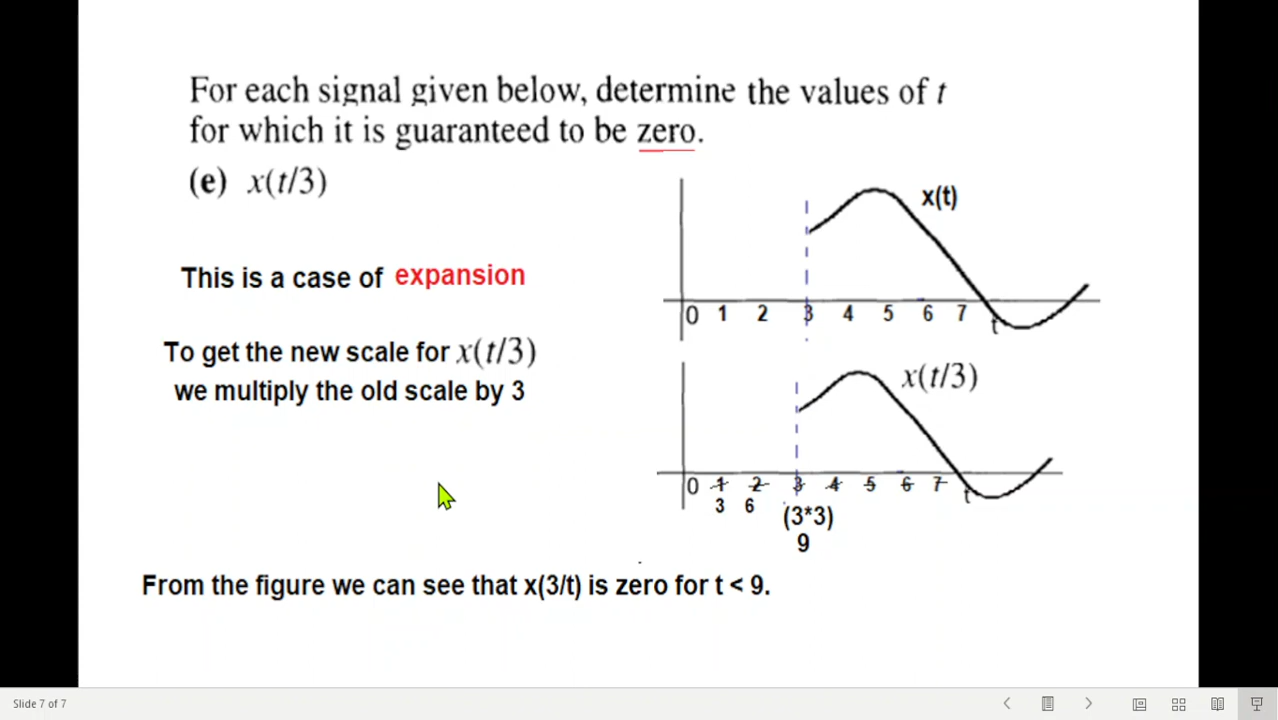 For each signal given below, determine the values of t
for which it is guaranteed to be zero.
(e) x(t/3)
x(t)
This is a case of expansion
0 1 2 3 4 5 6 7 t
To get the new scale for x(t/3)
we multiply the old scale by 3
x(t/3)
0 1 2 3 4 5 6 7 t
3 6 (3*3)
9
From the figure we can see that x(3/t) is zero for t < 9.
Slide 7 of 7